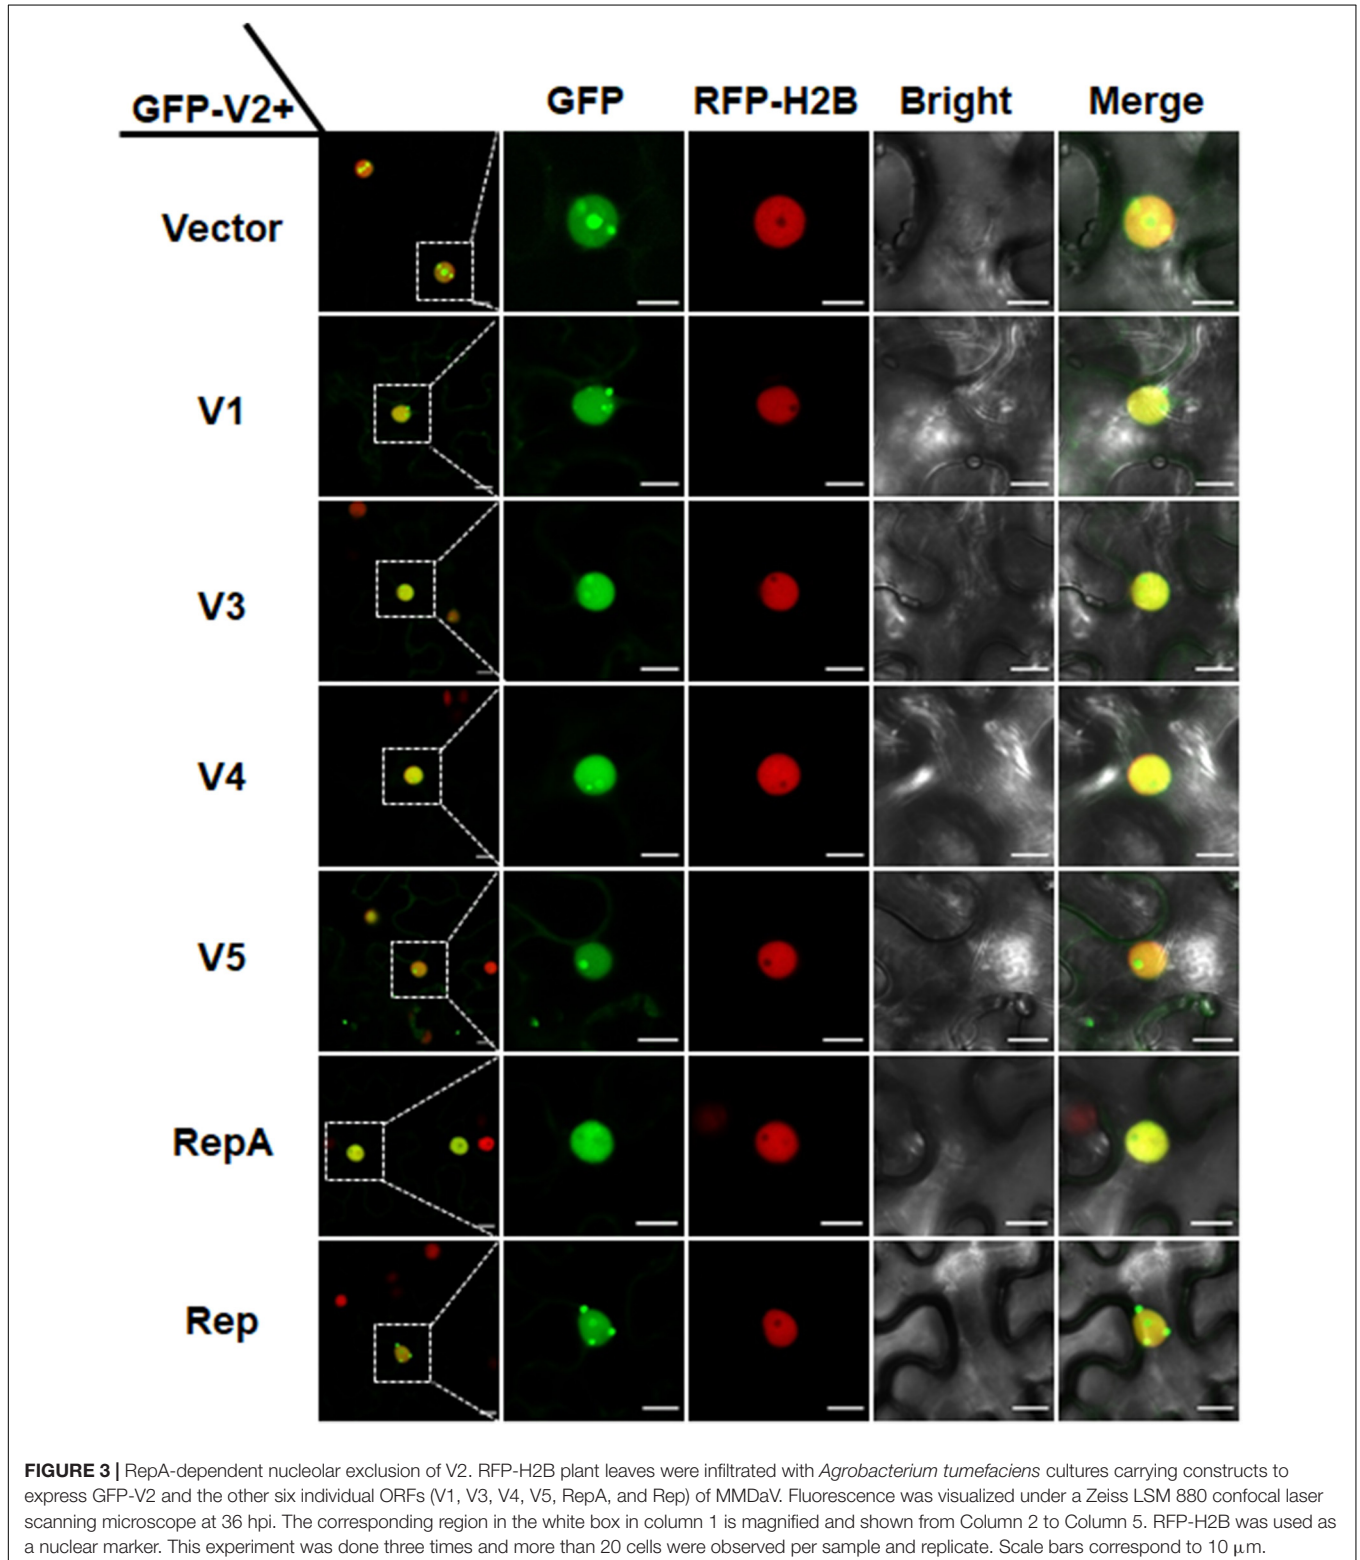 GFP-V2+ GFP RFP-H2B Bright Merge
Vector
V1
V3
V4
V5
RepA
Rep
FIGURE 3 | RepA-dependent nucleolar exclusion of V2. RFP-H2B plant leaves were infiltrated with Agrobacterium tumefaciens cultures carrying constructs to
express GFP-V2 and the other six individual ORFs (V1, V3, V4, V5, RepA, and Rep) of MMDaV. Fluorescence was visualized under a Zeiss LSM 880 confocal laser
scanning microscope at 36 hpi. The corresponding region in the white box in column 1 is magnified and shown from Column 2 to Column 5. RFP-H2B was used as
a nuclear marker. This experiment was done three times and more than 20 cells were observed per sample and replicate. Scale bars correspond to 10 μm.